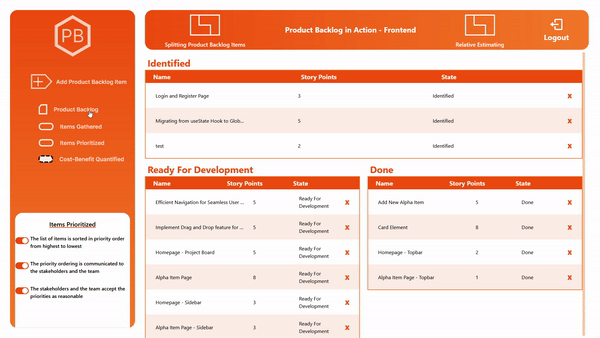 PB
Add Product Backlog Item
Product Backlog
Items Gathered
Items Prioritized
Cost-Benefit Quantified
Items Prioritized
The list of items is sorted in priority order
from highest to lowest
The priority ordering is communicated to
the stakeholders and the team
The stakeholders and the team accept the
priorities as reasonable
Splitting Product Backlog Items
Product Backlog in Action - Frontend
Relative Estimating
Logout
Identified
Name Story Points State
Login and Register Page 3 Identified X
Migrating from useState Hook to Glob... 5 Identified X
test 2 Identified X
Ready For Development
Name Story Points State
Efficient Navigation for Seamless User ... 5 Ready For Development X
Implement Drag and Drop feature for ... 5 Ready For Development X
Homepage - Project Board 5 Ready For Development X
Alpha Item Page 8 Ready For Development X
Homepage - Sidebar 3 Ready For Development X
Alpha Item Page - Sidebar 3 Ready For Development X
Done
Name Story Points State
Add New Alpha Item 5 Done X
Card Element 8 Done X
Homepage - Topbar 2 Done X
Alpha Item Page - Topbar 1 Done X